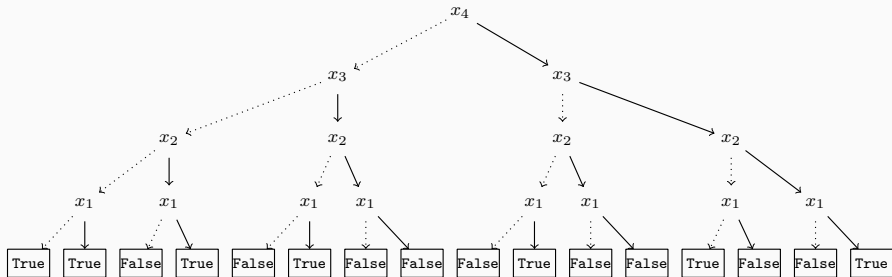 x₄
x₃ x₃
x₂ x₂ x₂ x₂
x₁ x₁ x₁ x₁ x₁ x₁ x₁ x₁
True True False True False True False False False True False False True False False True